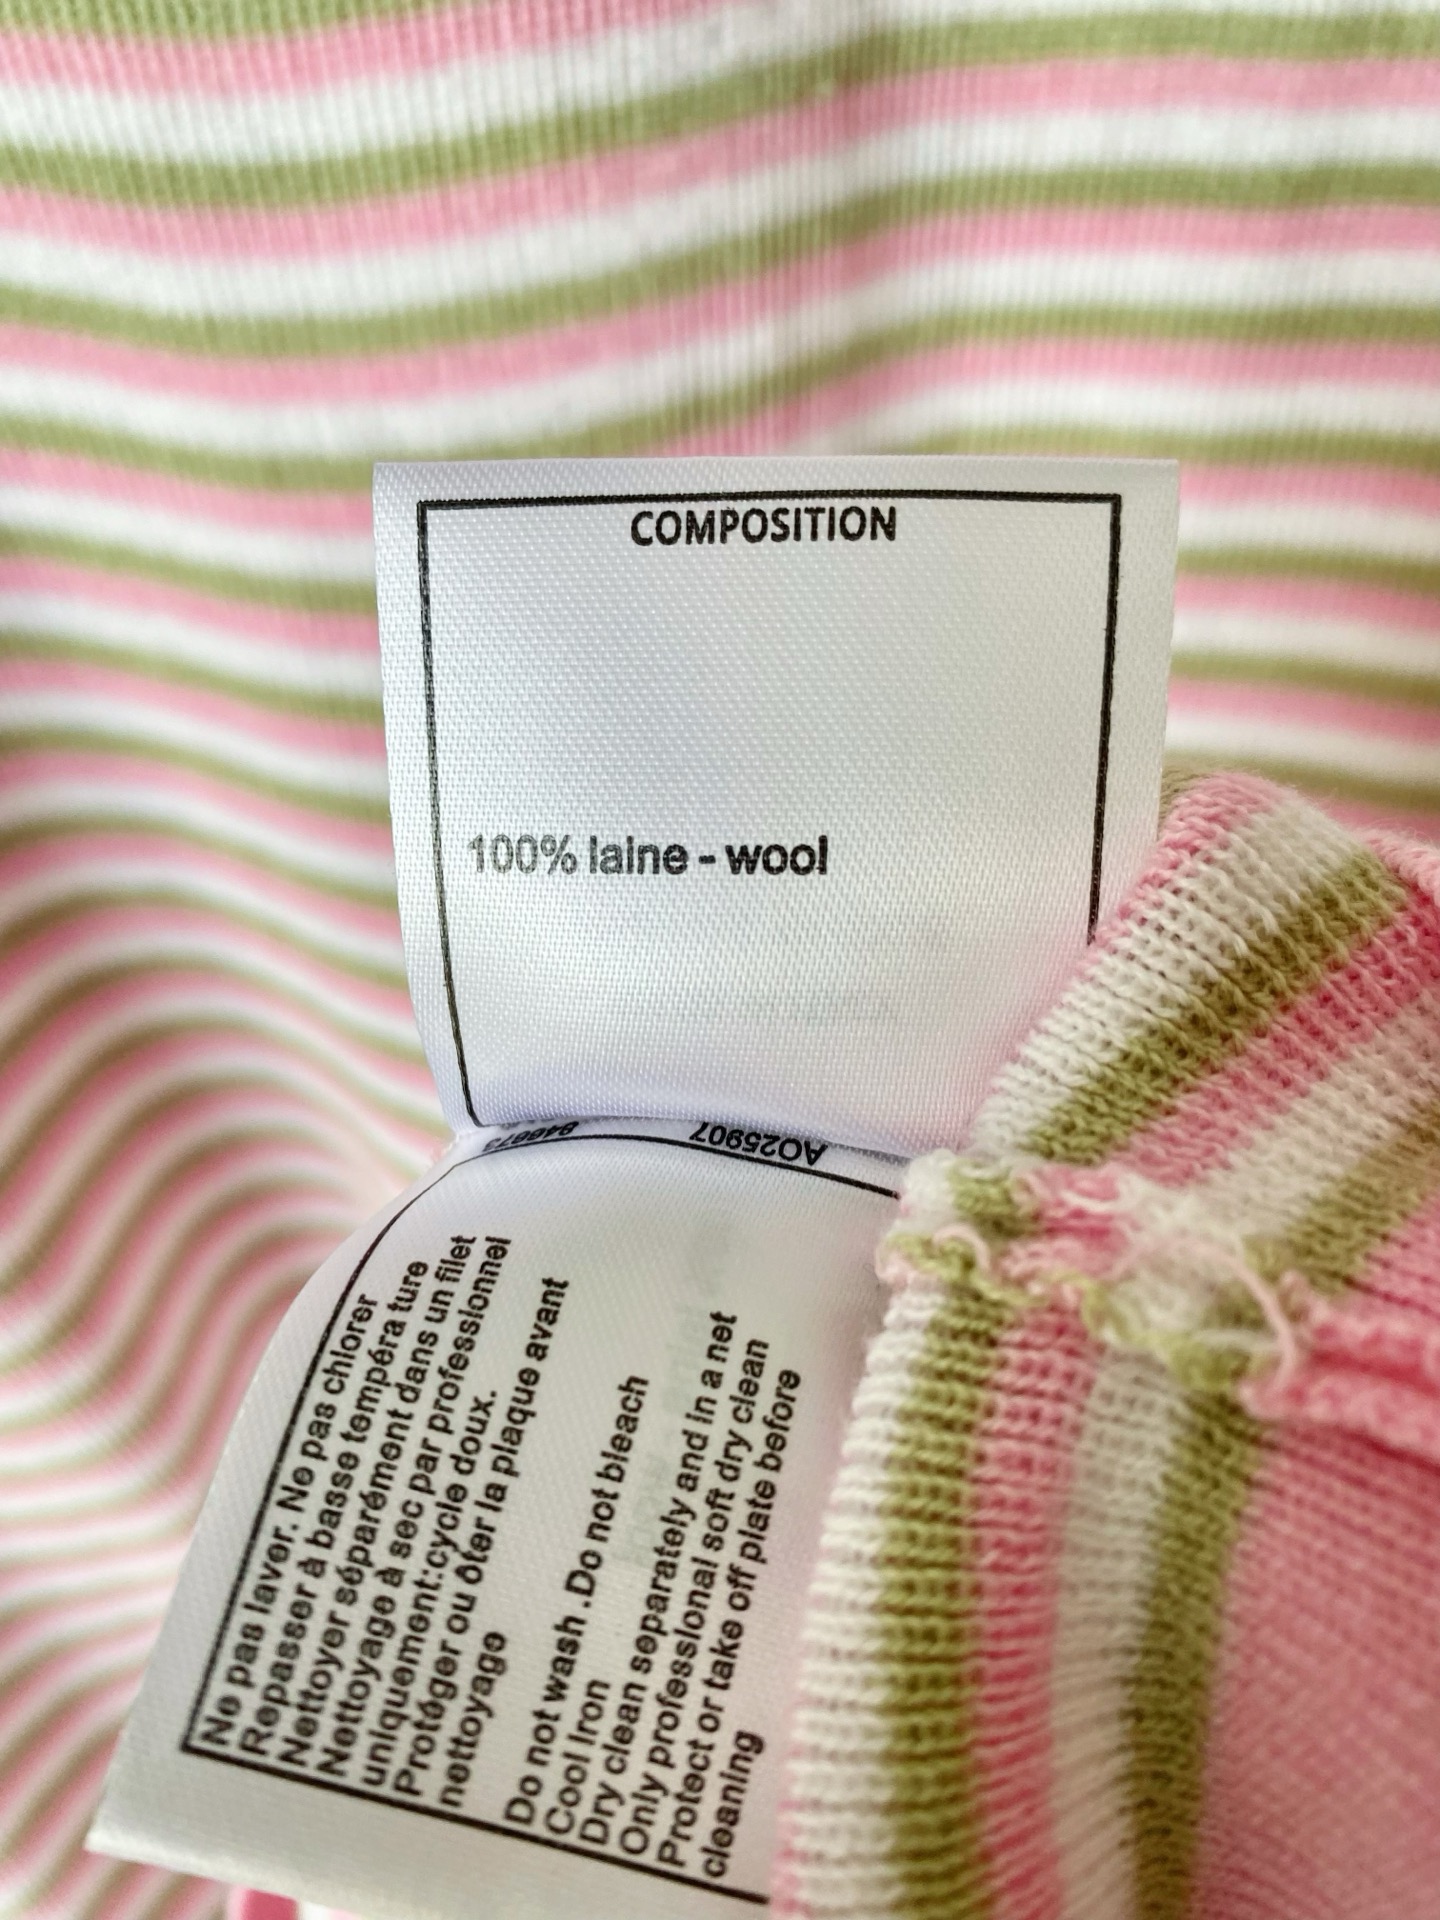 COMPOSITION
100% laine - wool
846673
AO25907
Ne pas laver. Ne pas chlorer
Repasser à basse tempéra ture
Nettoyer séparément dans un filet
Nettoyage à sec par professionnel
uniquement:cycle doux.
Protéger ou ôter la plaque avant
nettoyage
Do not wash .Do not bleach
Cool Iron
Dry clean separately and in a net
Only professional soft dry clean
Protect or take off plate before
cleaning